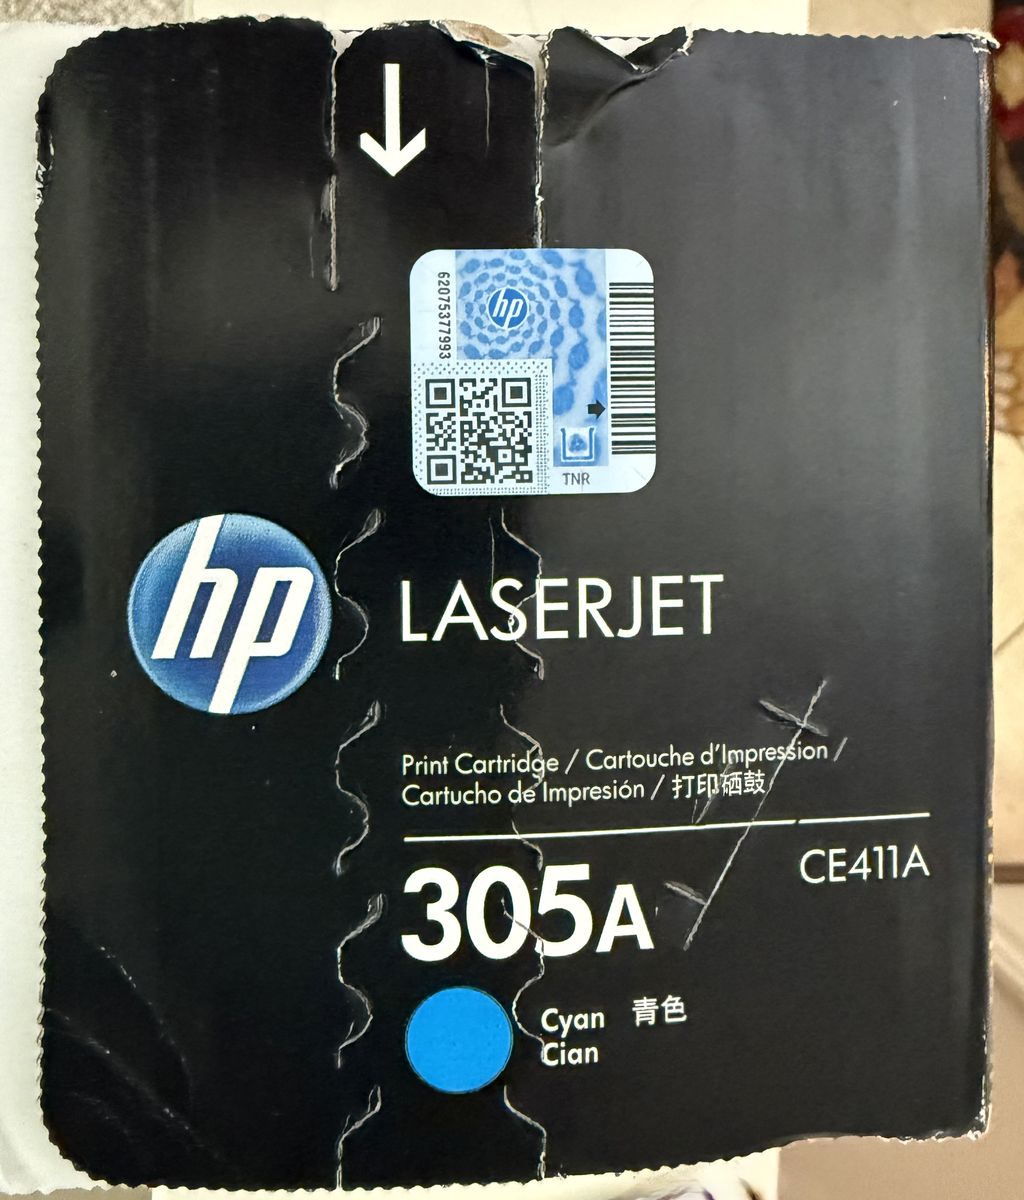 62075377993
hp
TNR
hp
LASERJET
Print Cartridge / Cartouche d'Impression /
Cartucho de Impresión / 打印硒鼓
305A
CE411A
Cyan 青色
Cian